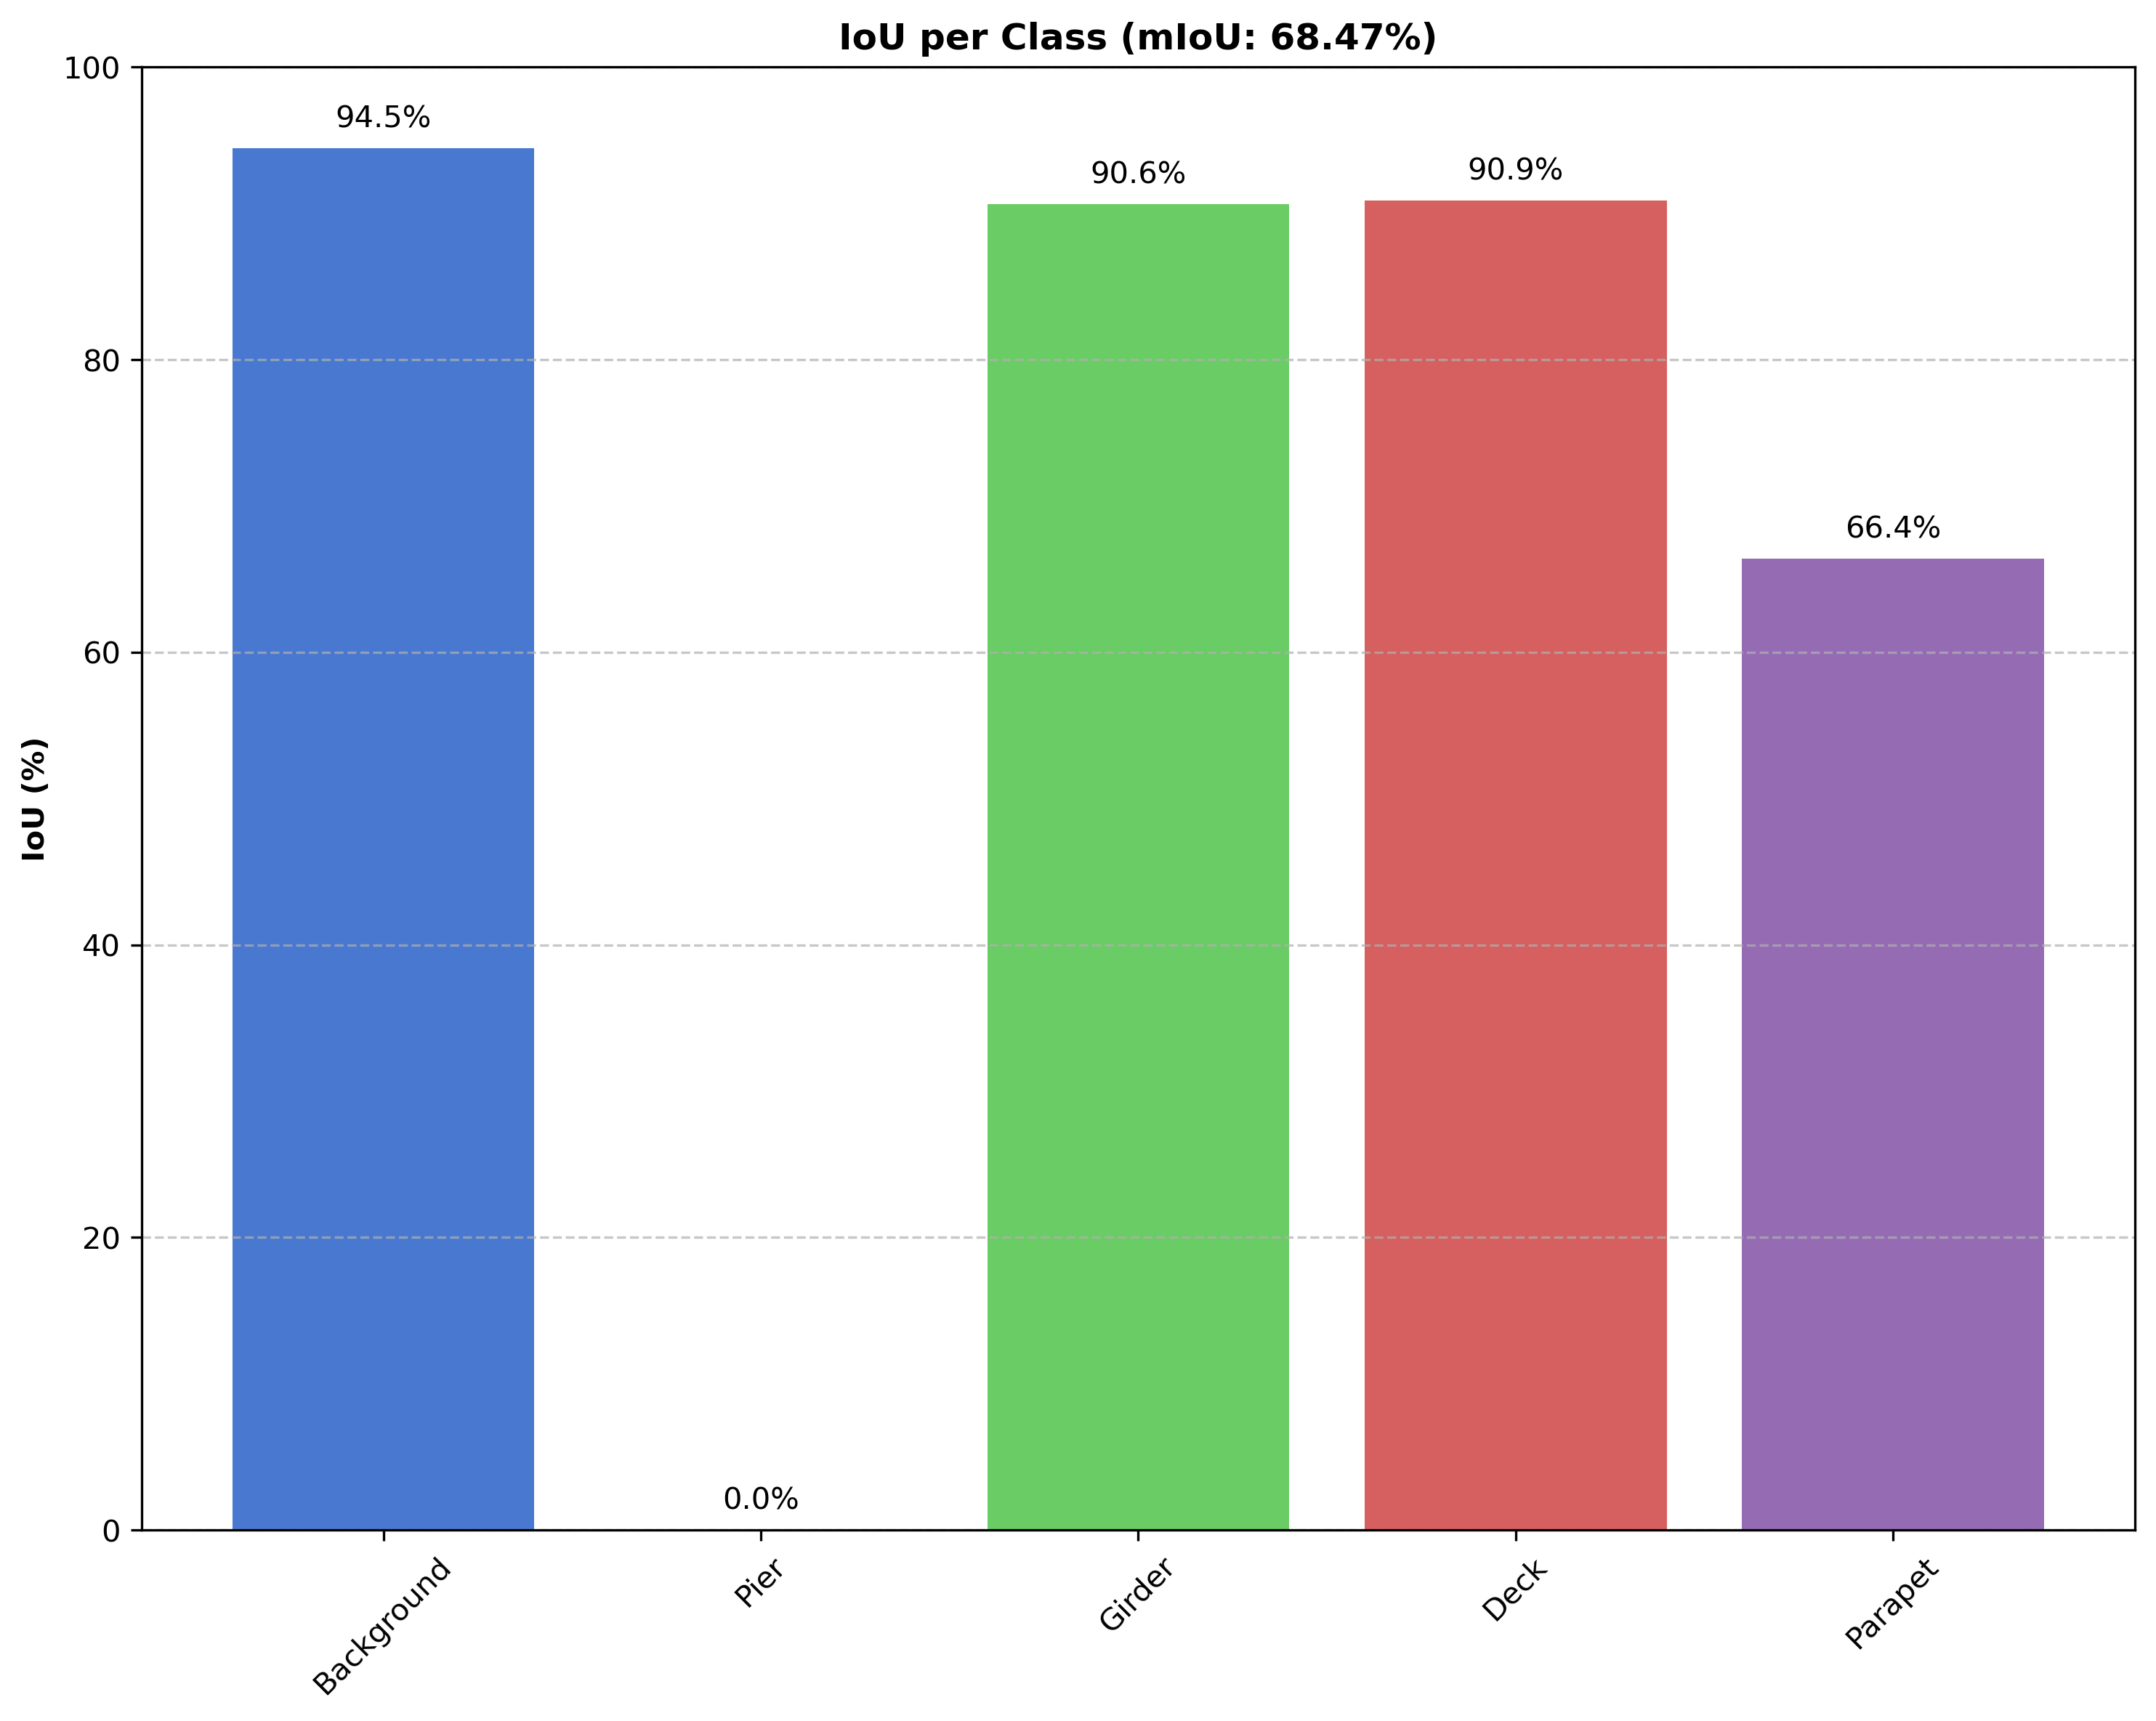 IoU per Class (mIoU: 68.47%)
100
80
60
40
20
0
IoU (%)
94.5%
0.0%
90.6%
90.9%
66.4%
Background
Pier
Girder
Deck
Parapet